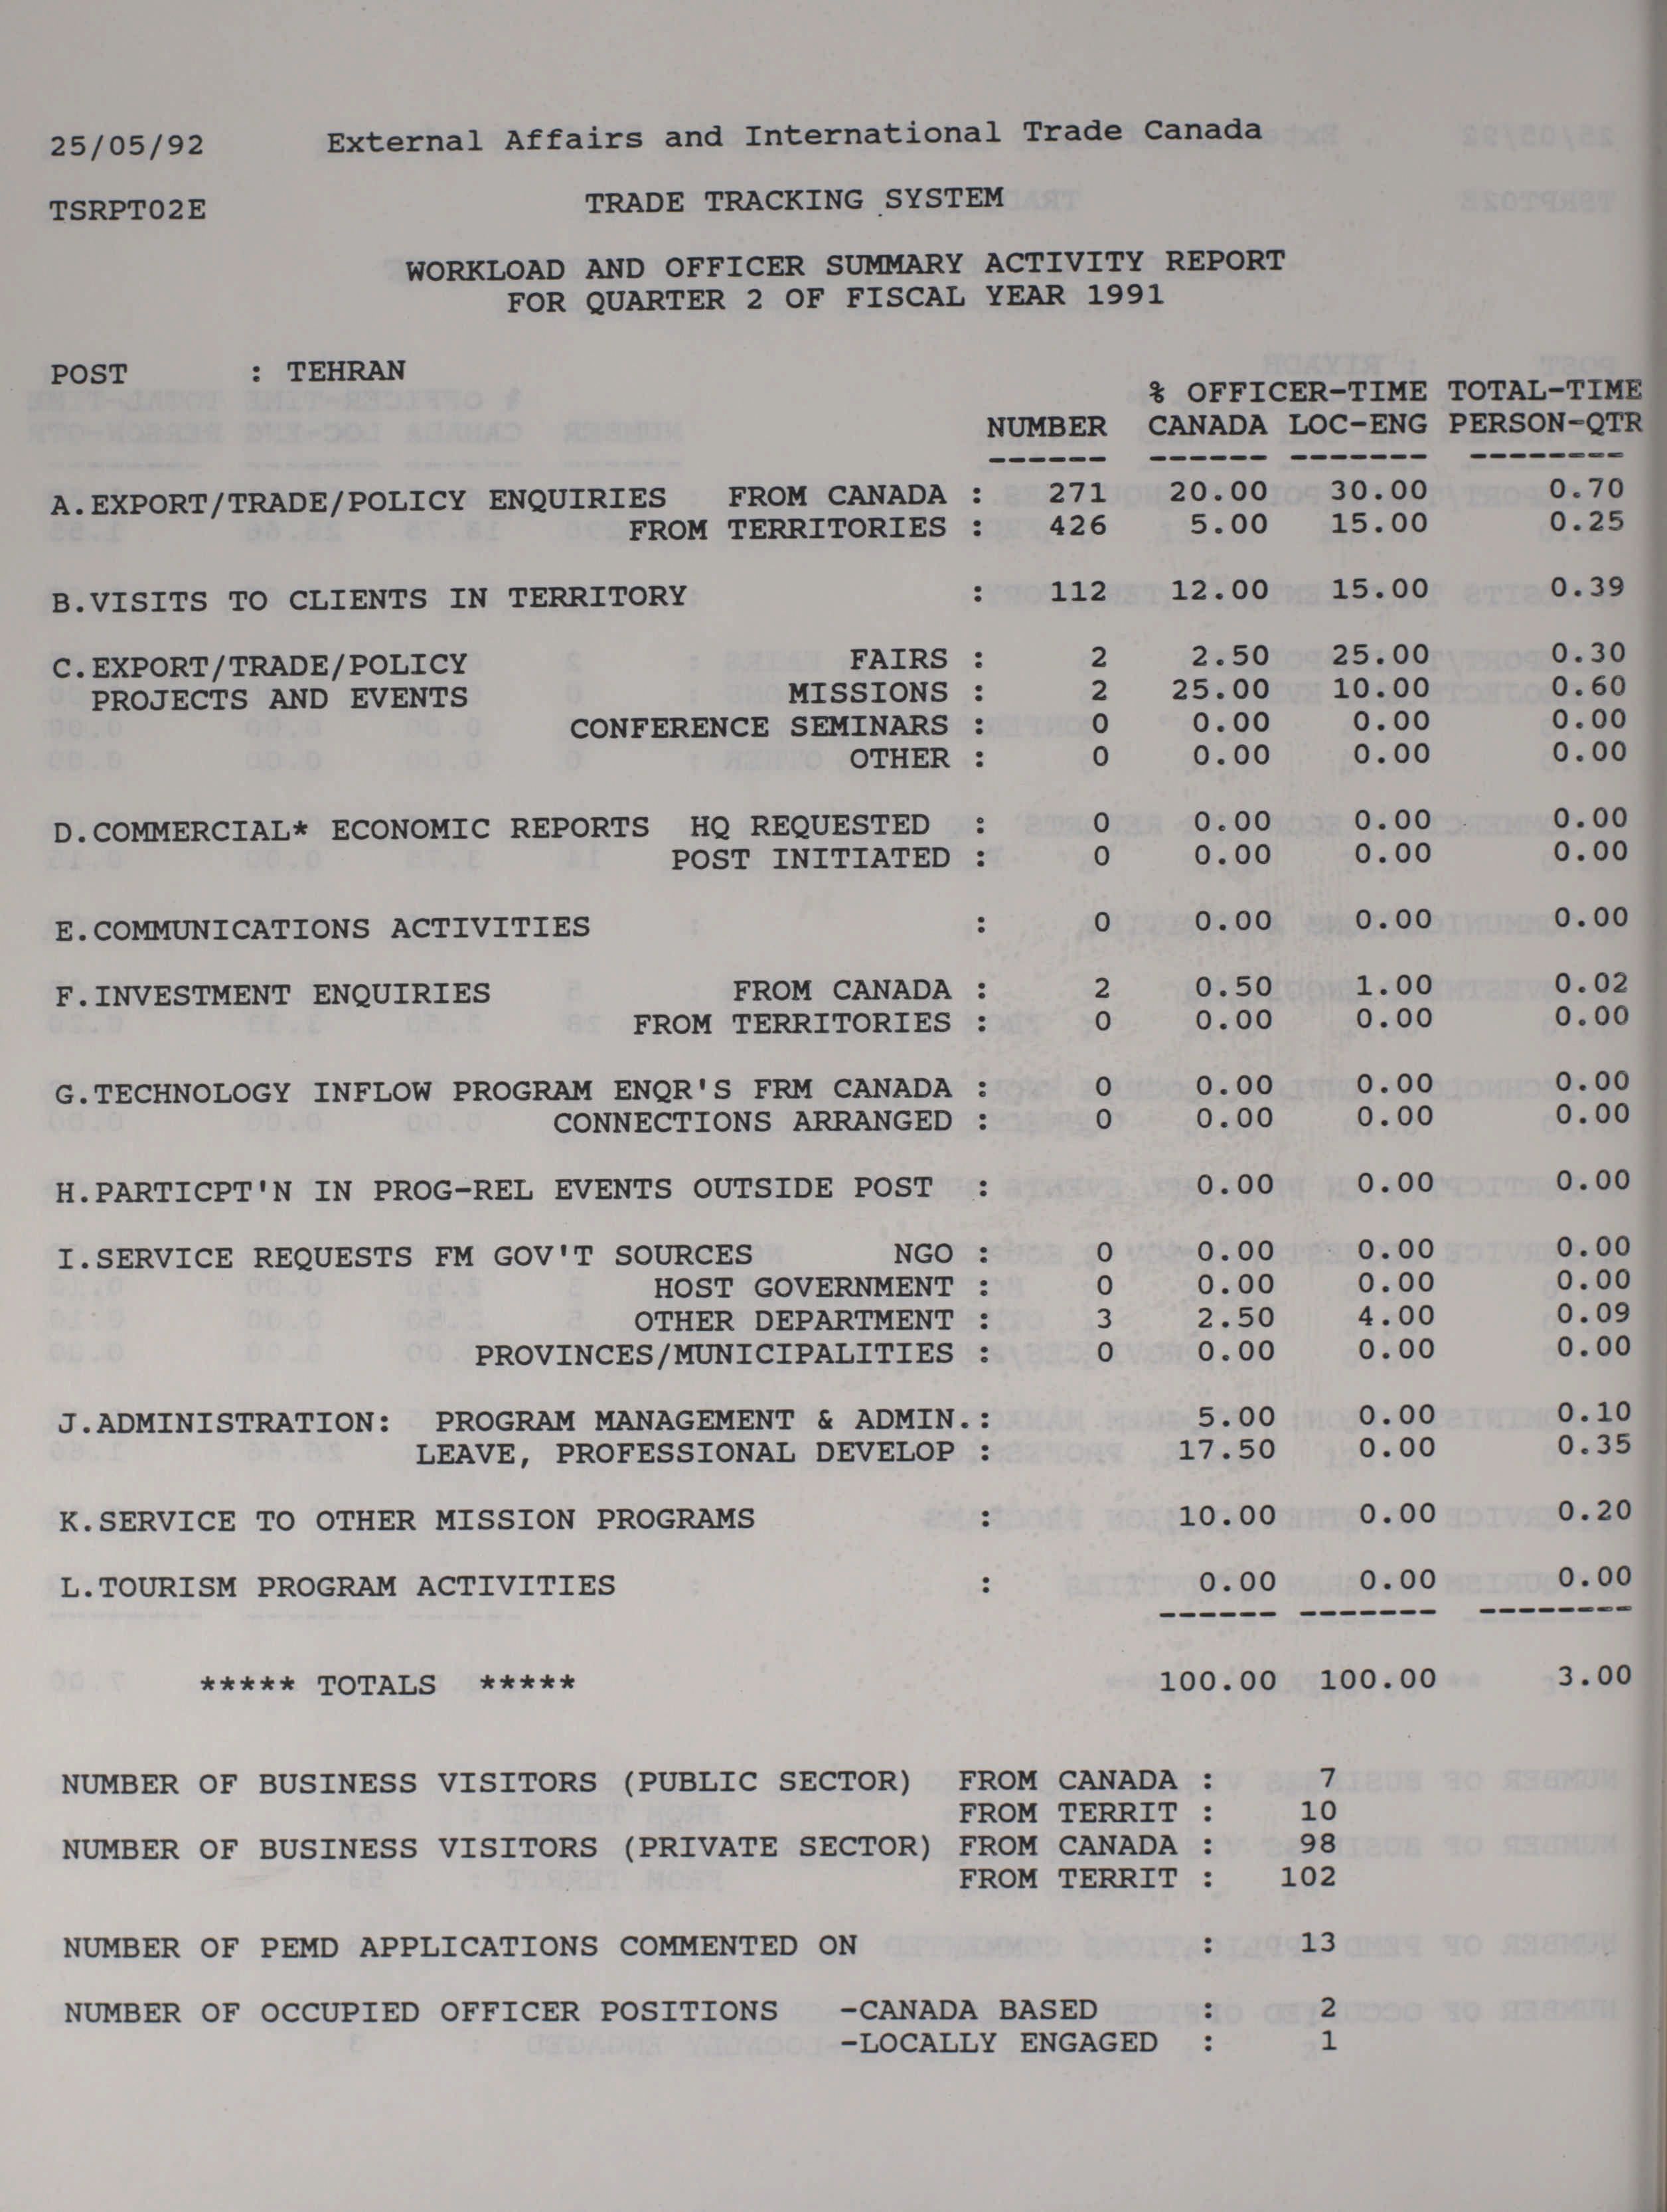 25/05/92 External Affairs and International Trade Canada
TSRPT02E TRADE TRACKING SYSTEM
WORKLOAD AND OFFICER SUMMARY ACTIVITY REPORT
FOR QUARTER 2 OF FISCAL YEAR 1991
POST : TEHRAN
% OFFICER-TIME TOTAL-TIME
NUMBER CANADA LOC-ENG PERSON-QTR
------ ------ ------- --------
A.EXPORT/TRADE/POLICY ENQUIRIES FROM CANADA : 271 20.00 30.00 0.70
FROM TERRITORIES : 426 5.00 15.00 0.25
B.VISITS TO CLIENTS IN TERRITORY : 112 12.00 15.00 0.39
C.EXPORT/TRADE/POLICY FAIRS : 2 2.50 25.00 0.30
PROJECTS AND EVENTS MISSIONS : 2 25.00 10.00 0.60
CONFERENCE SEMINARS : 0 0.00 0.00 0.00
OTHER : 0 0.00 0.00 0.00
D.COMMERCIAL* ECONOMIC REPORTS HQ REQUESTED : 0 0.00 0.00 0.00
POST INITIATED : 0 0.00 0.00 0.00
E.COMMUNICATIONS ACTIVITIES : 0 0.00 0.00 0.00
F.INVESTMENT ENQUIRIES FROM CANADA : 2 0.50 1.00 0.02
FROM TERRITORIES : 0 0.00 0.00 0.00
G.TECHNOLOGY INFLOW PROGRAM ENQR'S FRM CANADA : 0 0.00 0.00 0.00
CONNECTIONS ARRANGED : 0 0.00 0.00 0.00
H.PARTICPT'N IN PROG-REL EVENTS OUTSIDE POST : 0.00 0.00 0.00
I.SERVICE REQUESTS FM GOV'T SOURCES NGO : 0 0.00 0.00 0.00
HOST GOVERNMENT : 0 0.00 0.00 0.00
OTHER DEPARTMENT : 3 2.50 4.00 0.09
PROVINCES/MUNICIPALITIES : 0 0.00 0.00 0.00
J.ADMINISTRATION: PROGRAM MANAGEMENT & ADMIN.: 5.00 0.00 0.10
LEAVE, PROFESSIONAL DEVELOP : 17.50 0.00 0.35
K.SERVICE TO OTHER MISSION PROGRAMS : 10.00 0.00 0.20
L.TOURISM PROGRAM ACTIVITIES : 0.00 0.00 0.00
------ ------- --------
***** TOTALS ***** 100.00 100.00 3.00
NUMBER OF BUSINESS VISITORS (PUBLIC SECTOR) FROM CANADA : 7
FROM TERRIT : 10
NUMBER OF BUSINESS VISITORS (PRIVATE SECTOR) FROM CANADA : 98
FROM TERRIT : 102
NUMBER OF PEMD APPLICATIONS COMMENTED ON : 13
NUMBER OF OCCUPIED OFFICER POSITIONS -CANADA BASED : 2
-LOCALLY ENGAGED : 1